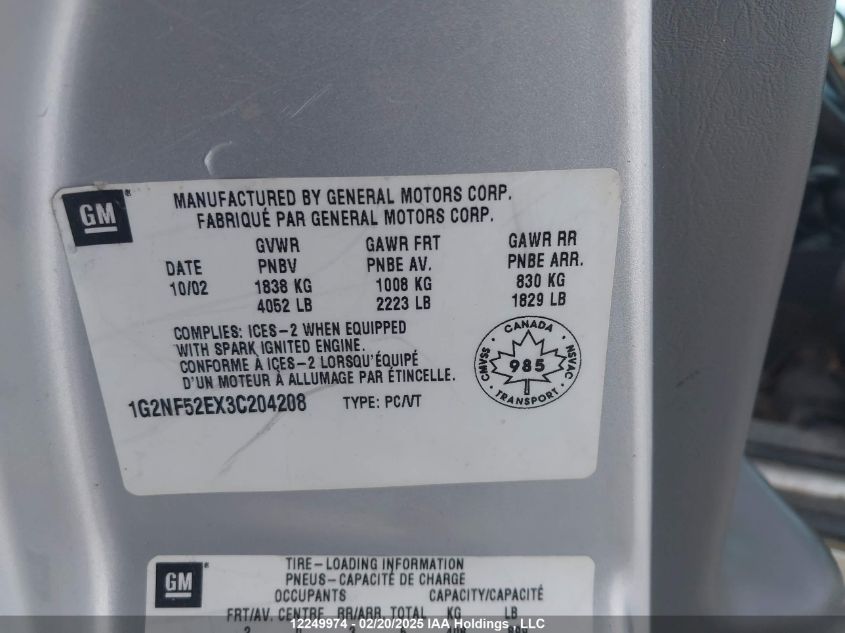 GM
MANUFACTURED BY GENERAL MOTORS CORP.
FABRIQUÉ PAR GENERAL MOTORS CORP.
GVWR GAWR FRT GAWR RR
DATE PNBV PNBE AV. PNBE ARR.
10/02 1838 KG 1008 KG 830 KG
4052 LB 2223 LB 1829 LB
COMPLIES: ICES-2 WHEN EQUIPPED
WITH SPARK IGNITED ENGINE.
CONFORME À ICES-2 LORSQU'ÉQUIPÉ
D'UN MOTEUR À ALLUMAGE PAR ÉTINCELLE.
CANADA
CMVSS 985 NSVAC
TRANSPORT
1G2NF52EX3C204208 TYPE: PC/VT
GM
TIRE-LOADING INFORMATION
PNEUS-CAPACITÉ DE CHARGE
OCCUPANTS CAPACITY/CAPACITÉ
FRT/AV. CENTRE RR/ARR. TOTAL KG LB
12249974 - 02/20/2025 IAA Holdings , LLC